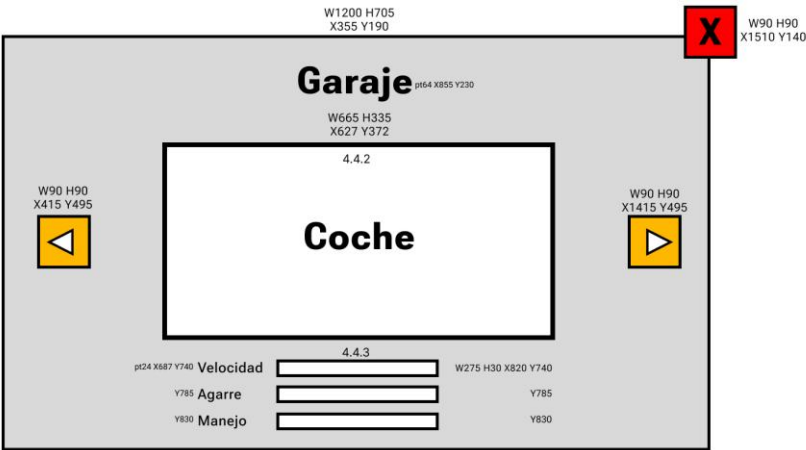 W1200 H705
X355 Y190
X
W90 H90
X1510 Y140
Garaje pt64 X855 Y230
W665 H335
X627 Y372
4.4.2
W90 H90
X415 Y495
Coche
W90 H90
X1415 Y495
4.4.3
pt24 X687 Y740 Velocidad W275 H30 X820 Y740
Y785 Agarre Y785
Y830 Manejo Y830